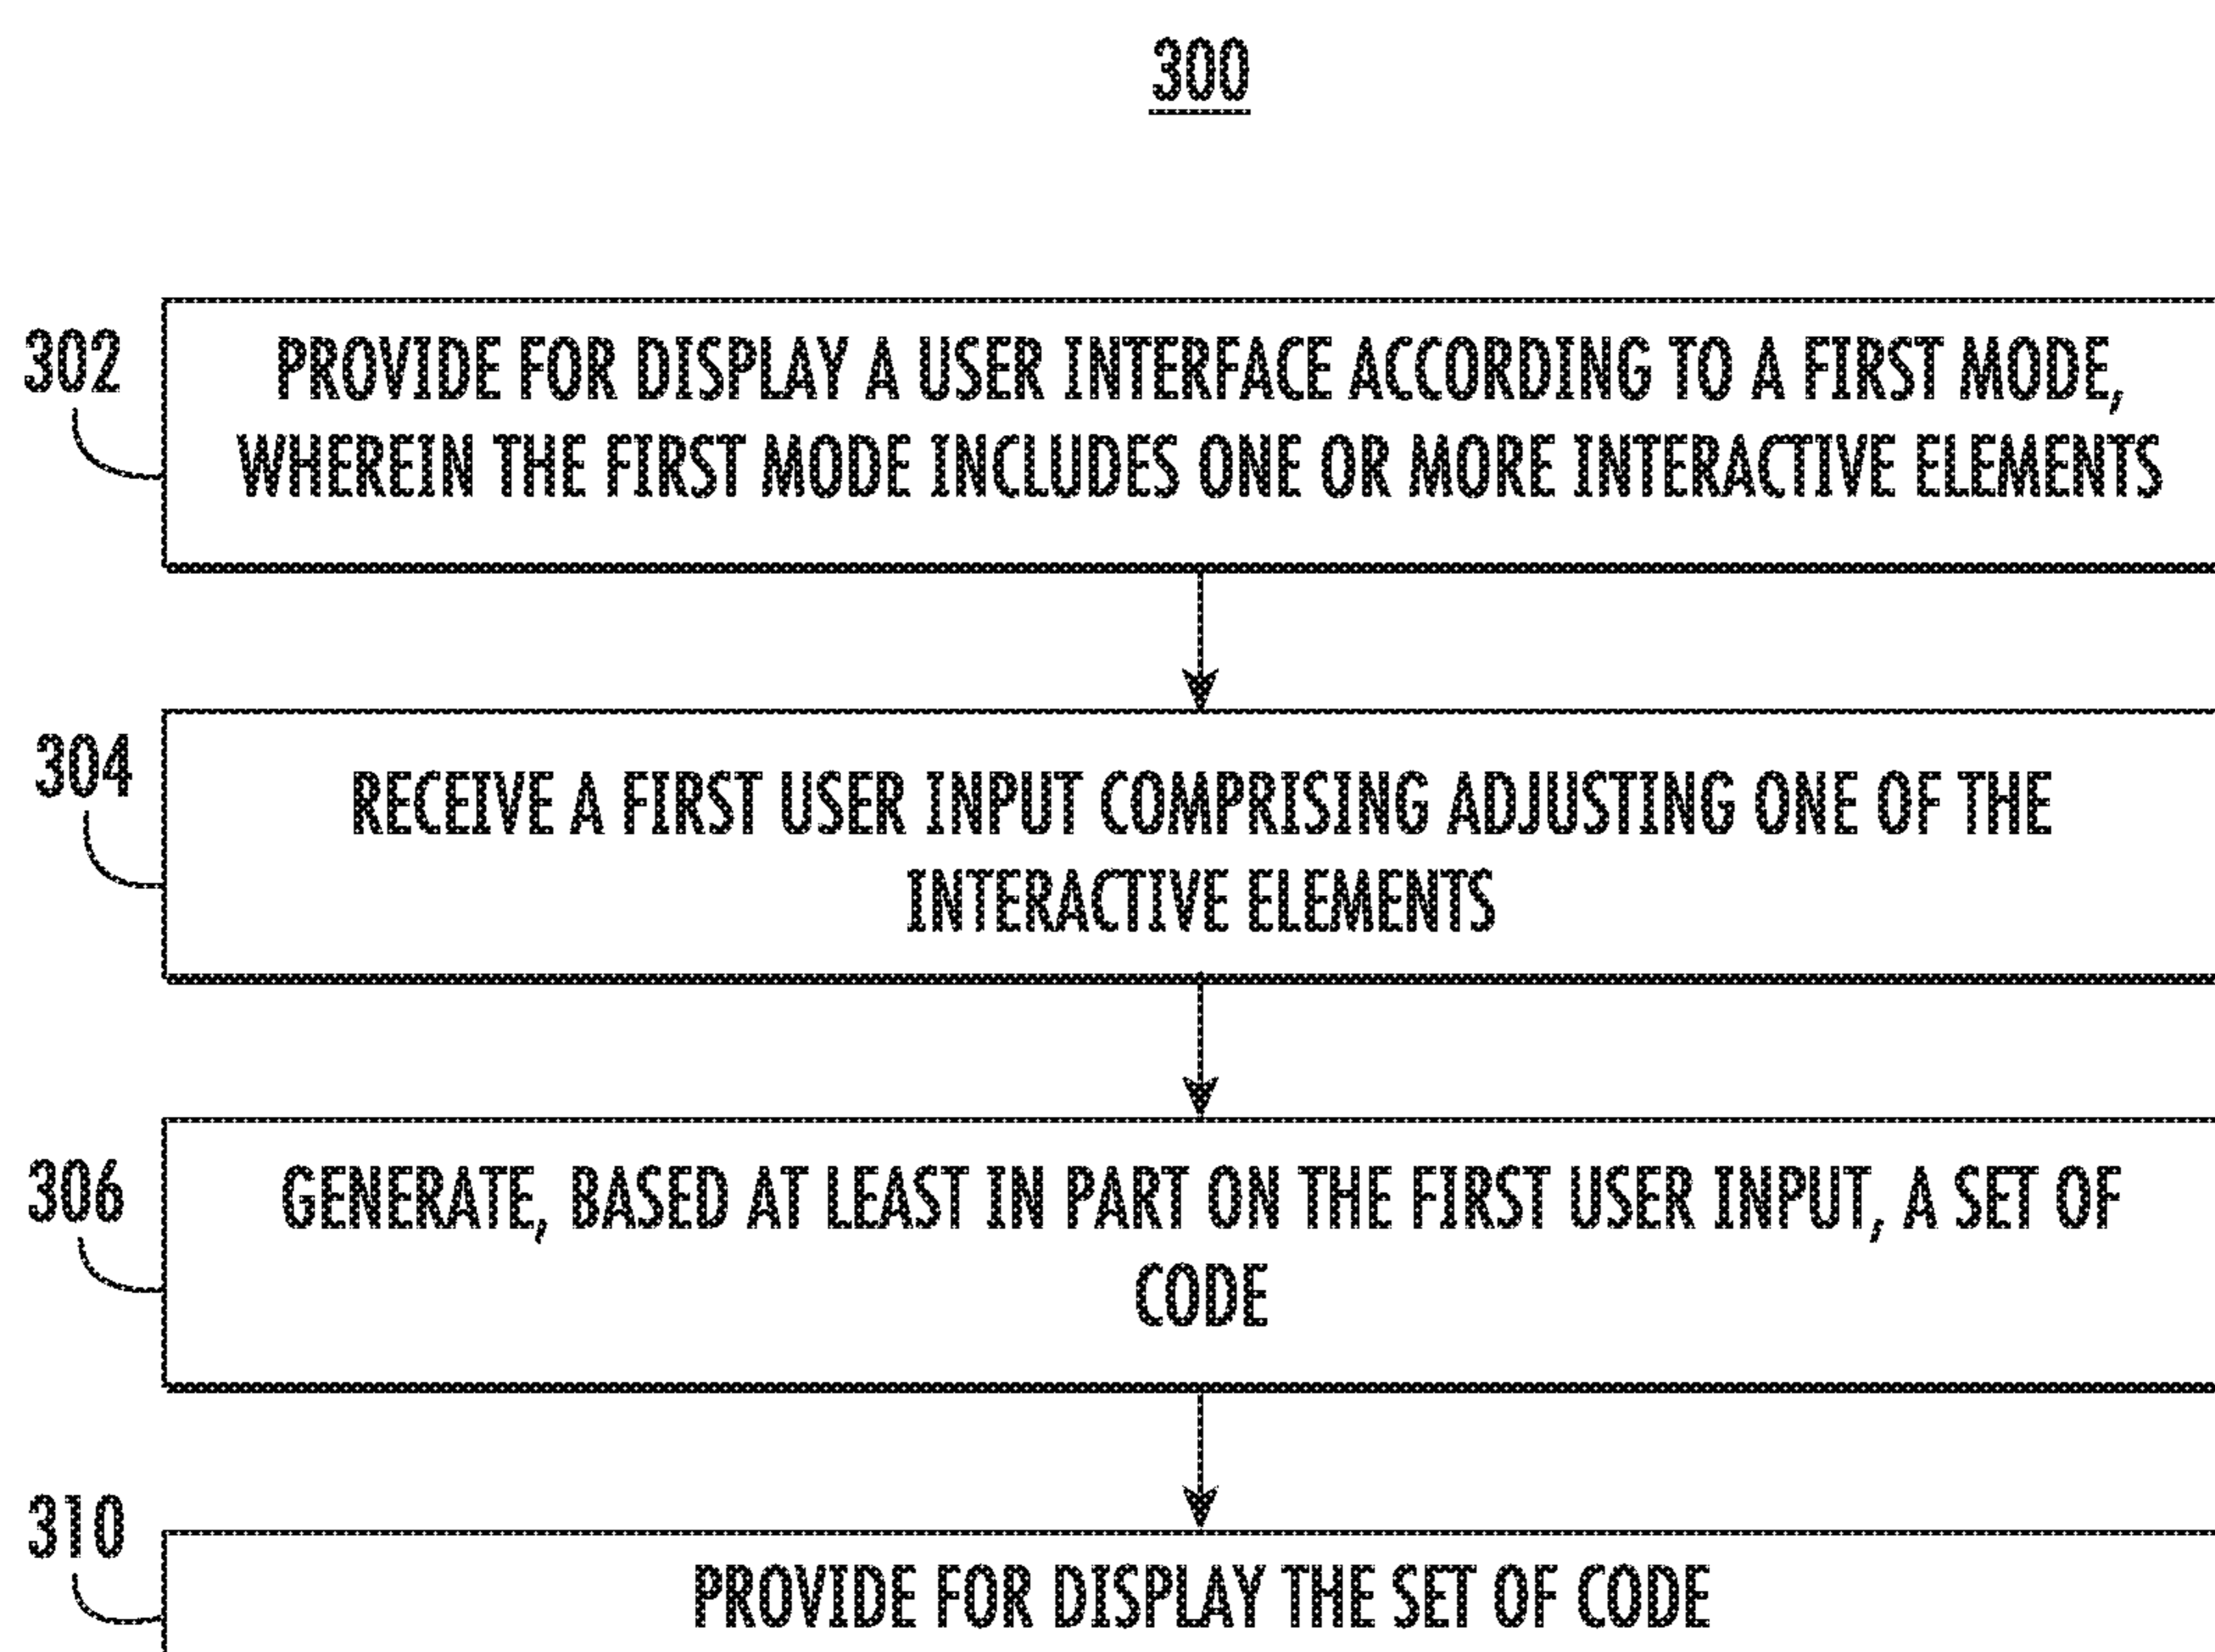 300
302
PROVIDE FOR DISPLAY A USER INTERFACE ACCORDING TO A FIRST MODE,
WHEREIN THE FIRST MODE INCLUDES ONE OR MORE INTERACTIVE ELEMENTS
304
RECEIVE A FIRST USER INPUT COMPRISING ADJUSTING ONE OF THE
INTERACTIVE ELEMENTS
306
GENERATE, BASED AT LEAST IN PART ON THE FIRST USER INPUT, A SET OF
CODE
310
PROVIDE FOR DISPLAY THE SET OF CODE